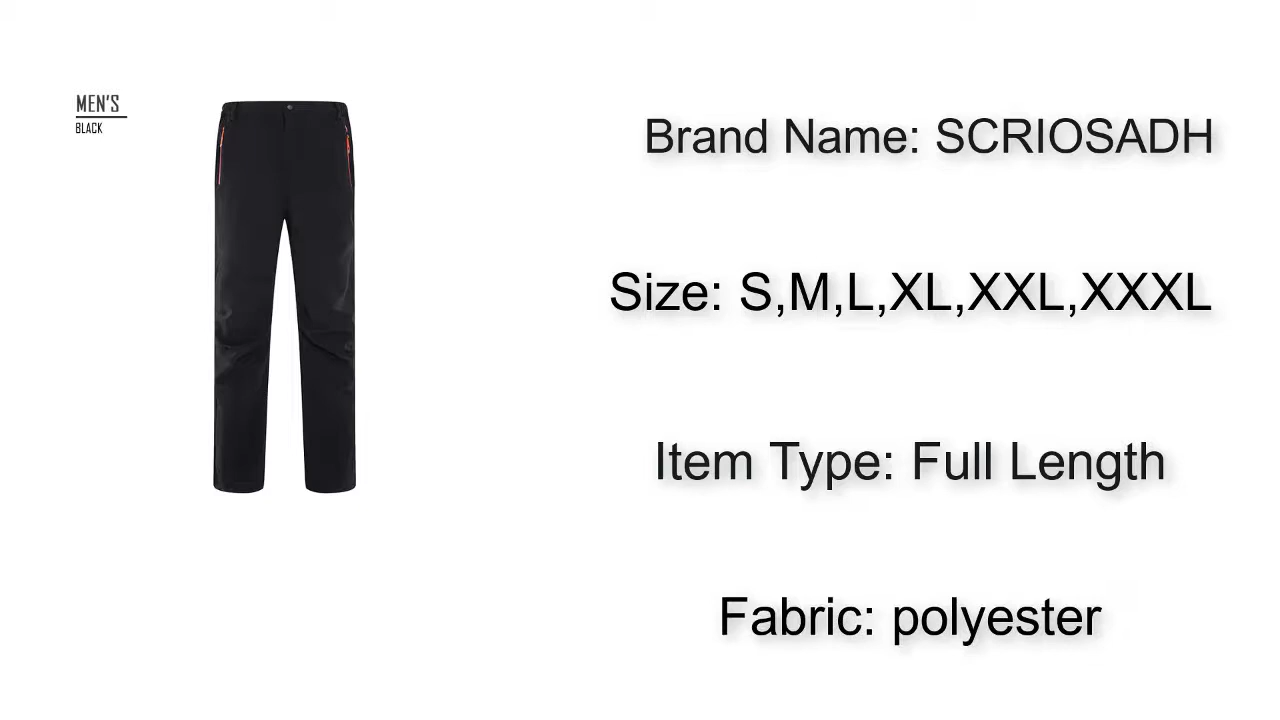 MEN'S
BLACK
Brand Name: SCRIOSADH
Size: S,M,L,XL,XXL,XXXL
Item Type: Full Length
Fabric: polyester